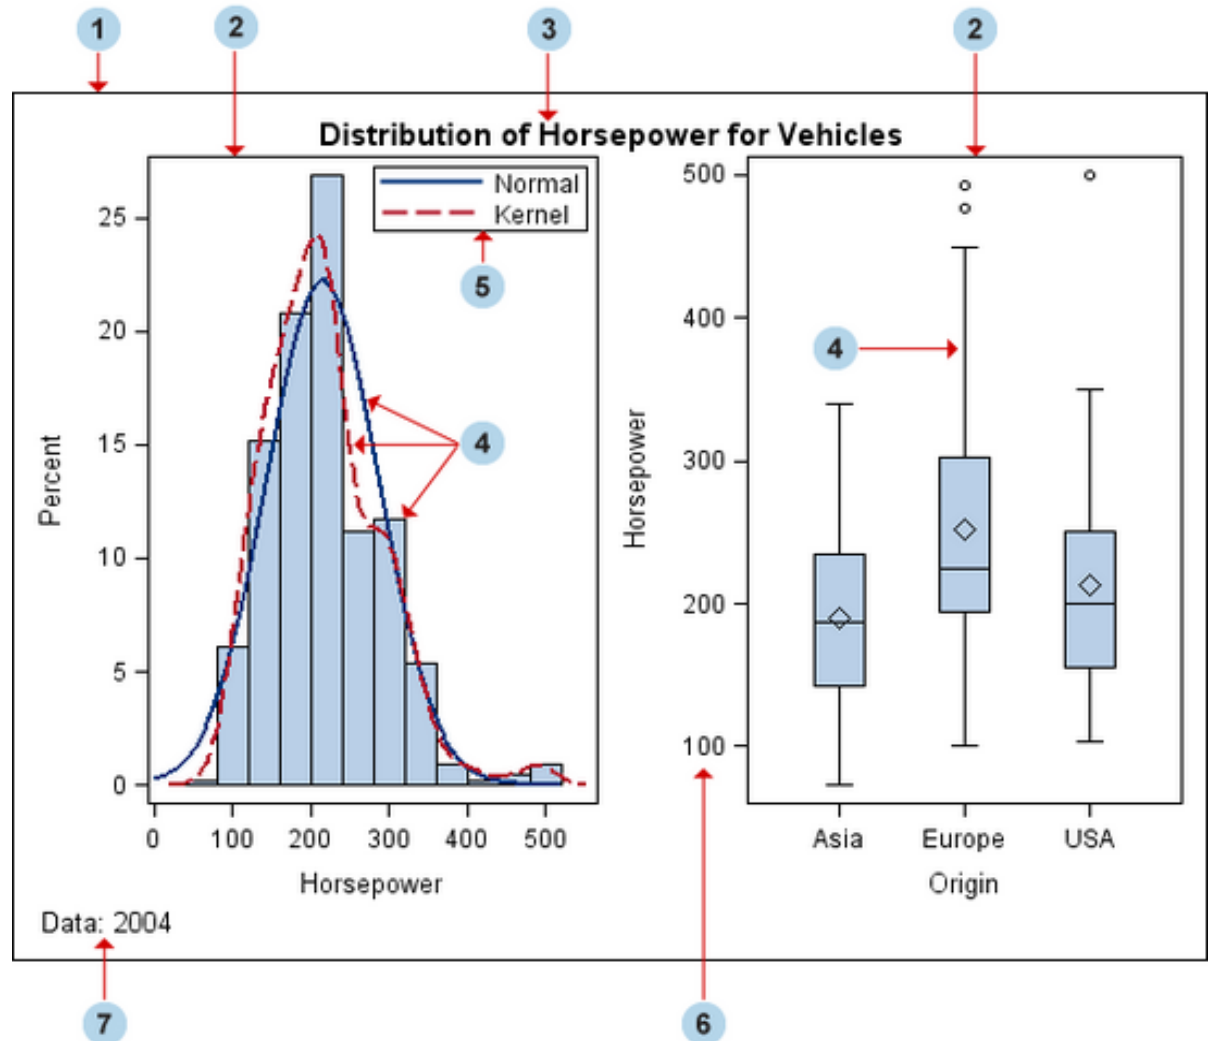 1
2
3
2
Distribution of Horsepower for Vehicles
Normal
Kernel
5
4
Percent
25
20
15
10
5
0
0 100 200 300 400 500
Horsepower
Horsepower
500
400
300
200
100
4
Asia Europe USA
Origin
Data: 2004
7
6